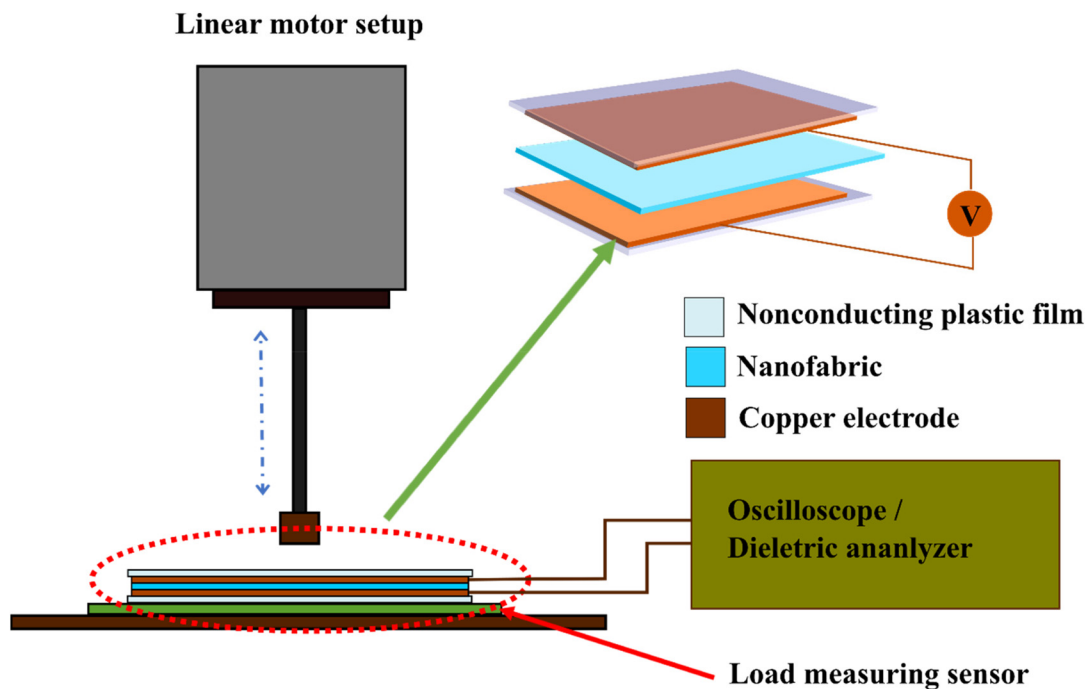 Linear motor setup
V
Nonconducting plastic film
Nanofabric
Copper electrode
Oscilloscope /
Dieletric ananlyzer
Load measuring sensor